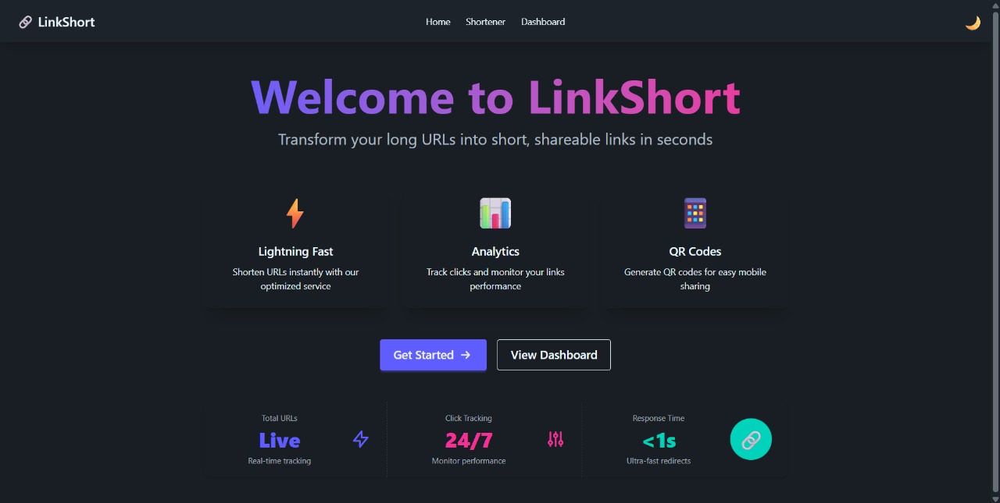 LinkShort
Home
Shortener
Dashboard
Welcome to LinkShort
Transform your long URLs into short, shareable links in seconds
Lightning Fast
Shorten URLs instantly with our
optimized service
Analytics
Track clicks and monitor your links
performance
QR Codes
Generate QR codes for easy mobile
sharing
Get Started →
View Dashboard
Total URLs
Live
Real-time tracking
Click Tracking
24/7
Monitor performance
Response Time
<1s
Ultra-fast redirects